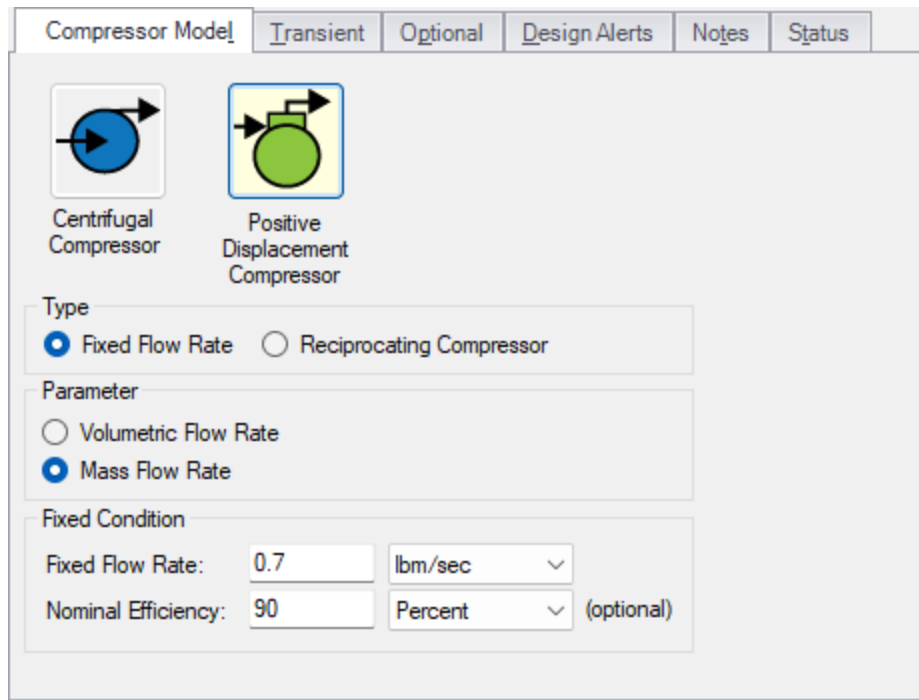 Compressor Model Transient Optional Design Alerts Notes Status
Centrifugal
Compressor
Positive
Displacement
Compressor
Type
Fixed Flow Rate Reciprocating Compressor
Parameter
Volumetric Flow Rate
Mass Flow Rate
Fixed Condition
Fixed Flow Rate: 0.7 lbm/sec
Nominal Efficiency: 90 Percent (optional)